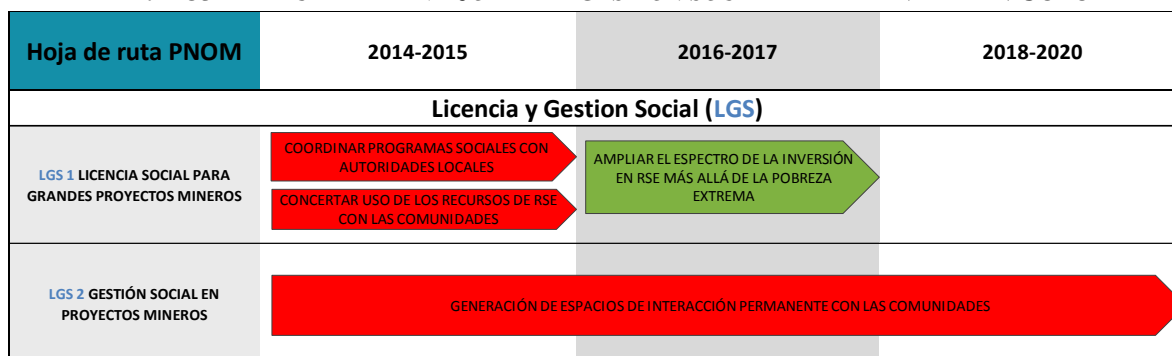 Hoja de ruta PNOM
2014-2015
2016-2017
2018-2020
Licencia y Gestion Social (LGS)
LGS 1 LICENCIA SOCIAL PARA
GRANDES PROYECTOS MINEROS
COORDINAR PROGRAMAS SOCIALES CON
AUTORIDADES LOCALES
CONCERTAR USO DE LOS RECURSOS DE RSE
CON LAS COMUNIDADES
AMPLIAR EL ESPECTRO DE LA INVERSIÓN
EN RSE MÁS ALLÁ DE LA POBREZA
EXTREMA
LGS 2 GESTIÓN SOCIAL EN
PROYECTOS MINEROS
GENERACIÓN DE ESPACIOS DE INTERACCIÓN PERMANENTE CON LAS COMUNIDADES